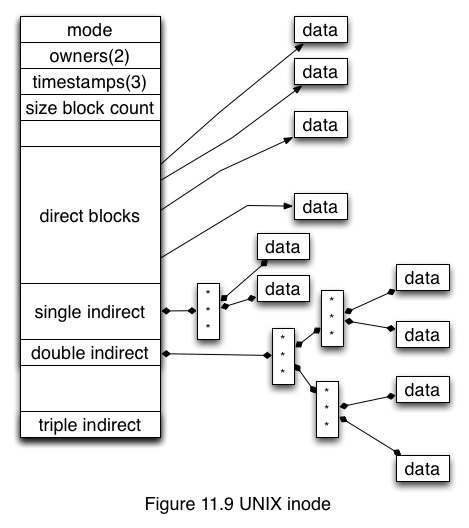 mode
owners(2)
timestamps(3)
size block count
direct blocks
single indirect
double indirect
triple indirect
data
data
data
data
data
data
* * *
* * *
* * *
* * *
data
data
data
data
Figure 11.9 UNIX inode